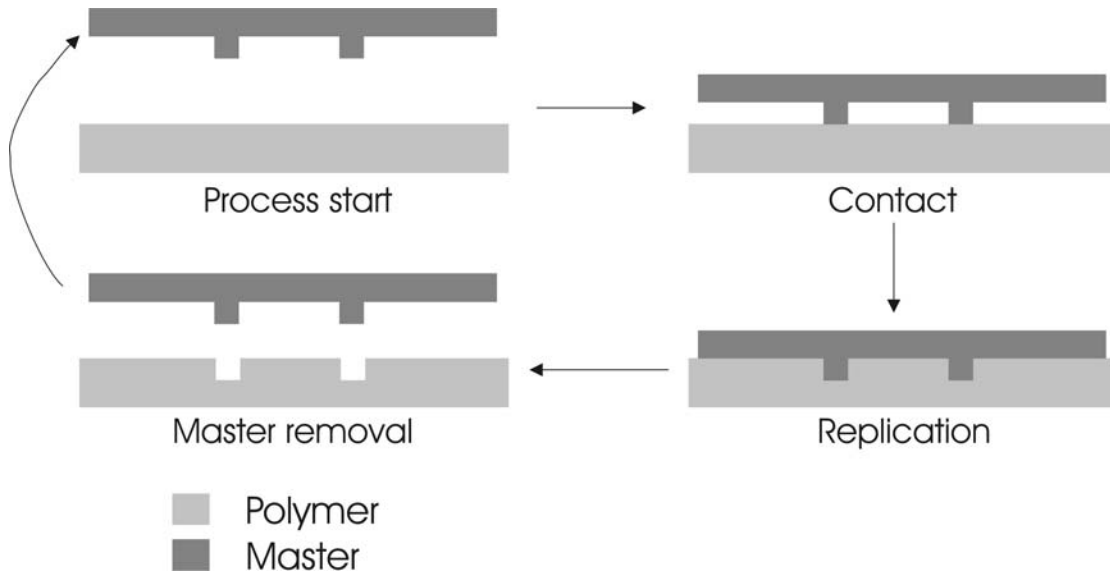 Process start
Contact
Master removal
Replication
Polymer
Master